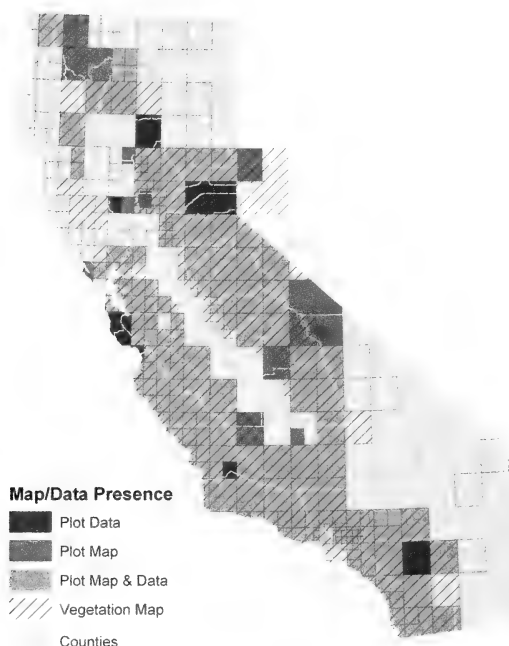 Map/Data Presence
Plot Data
Plot Map
Plot Map & Data
Vegetation Map
Counties